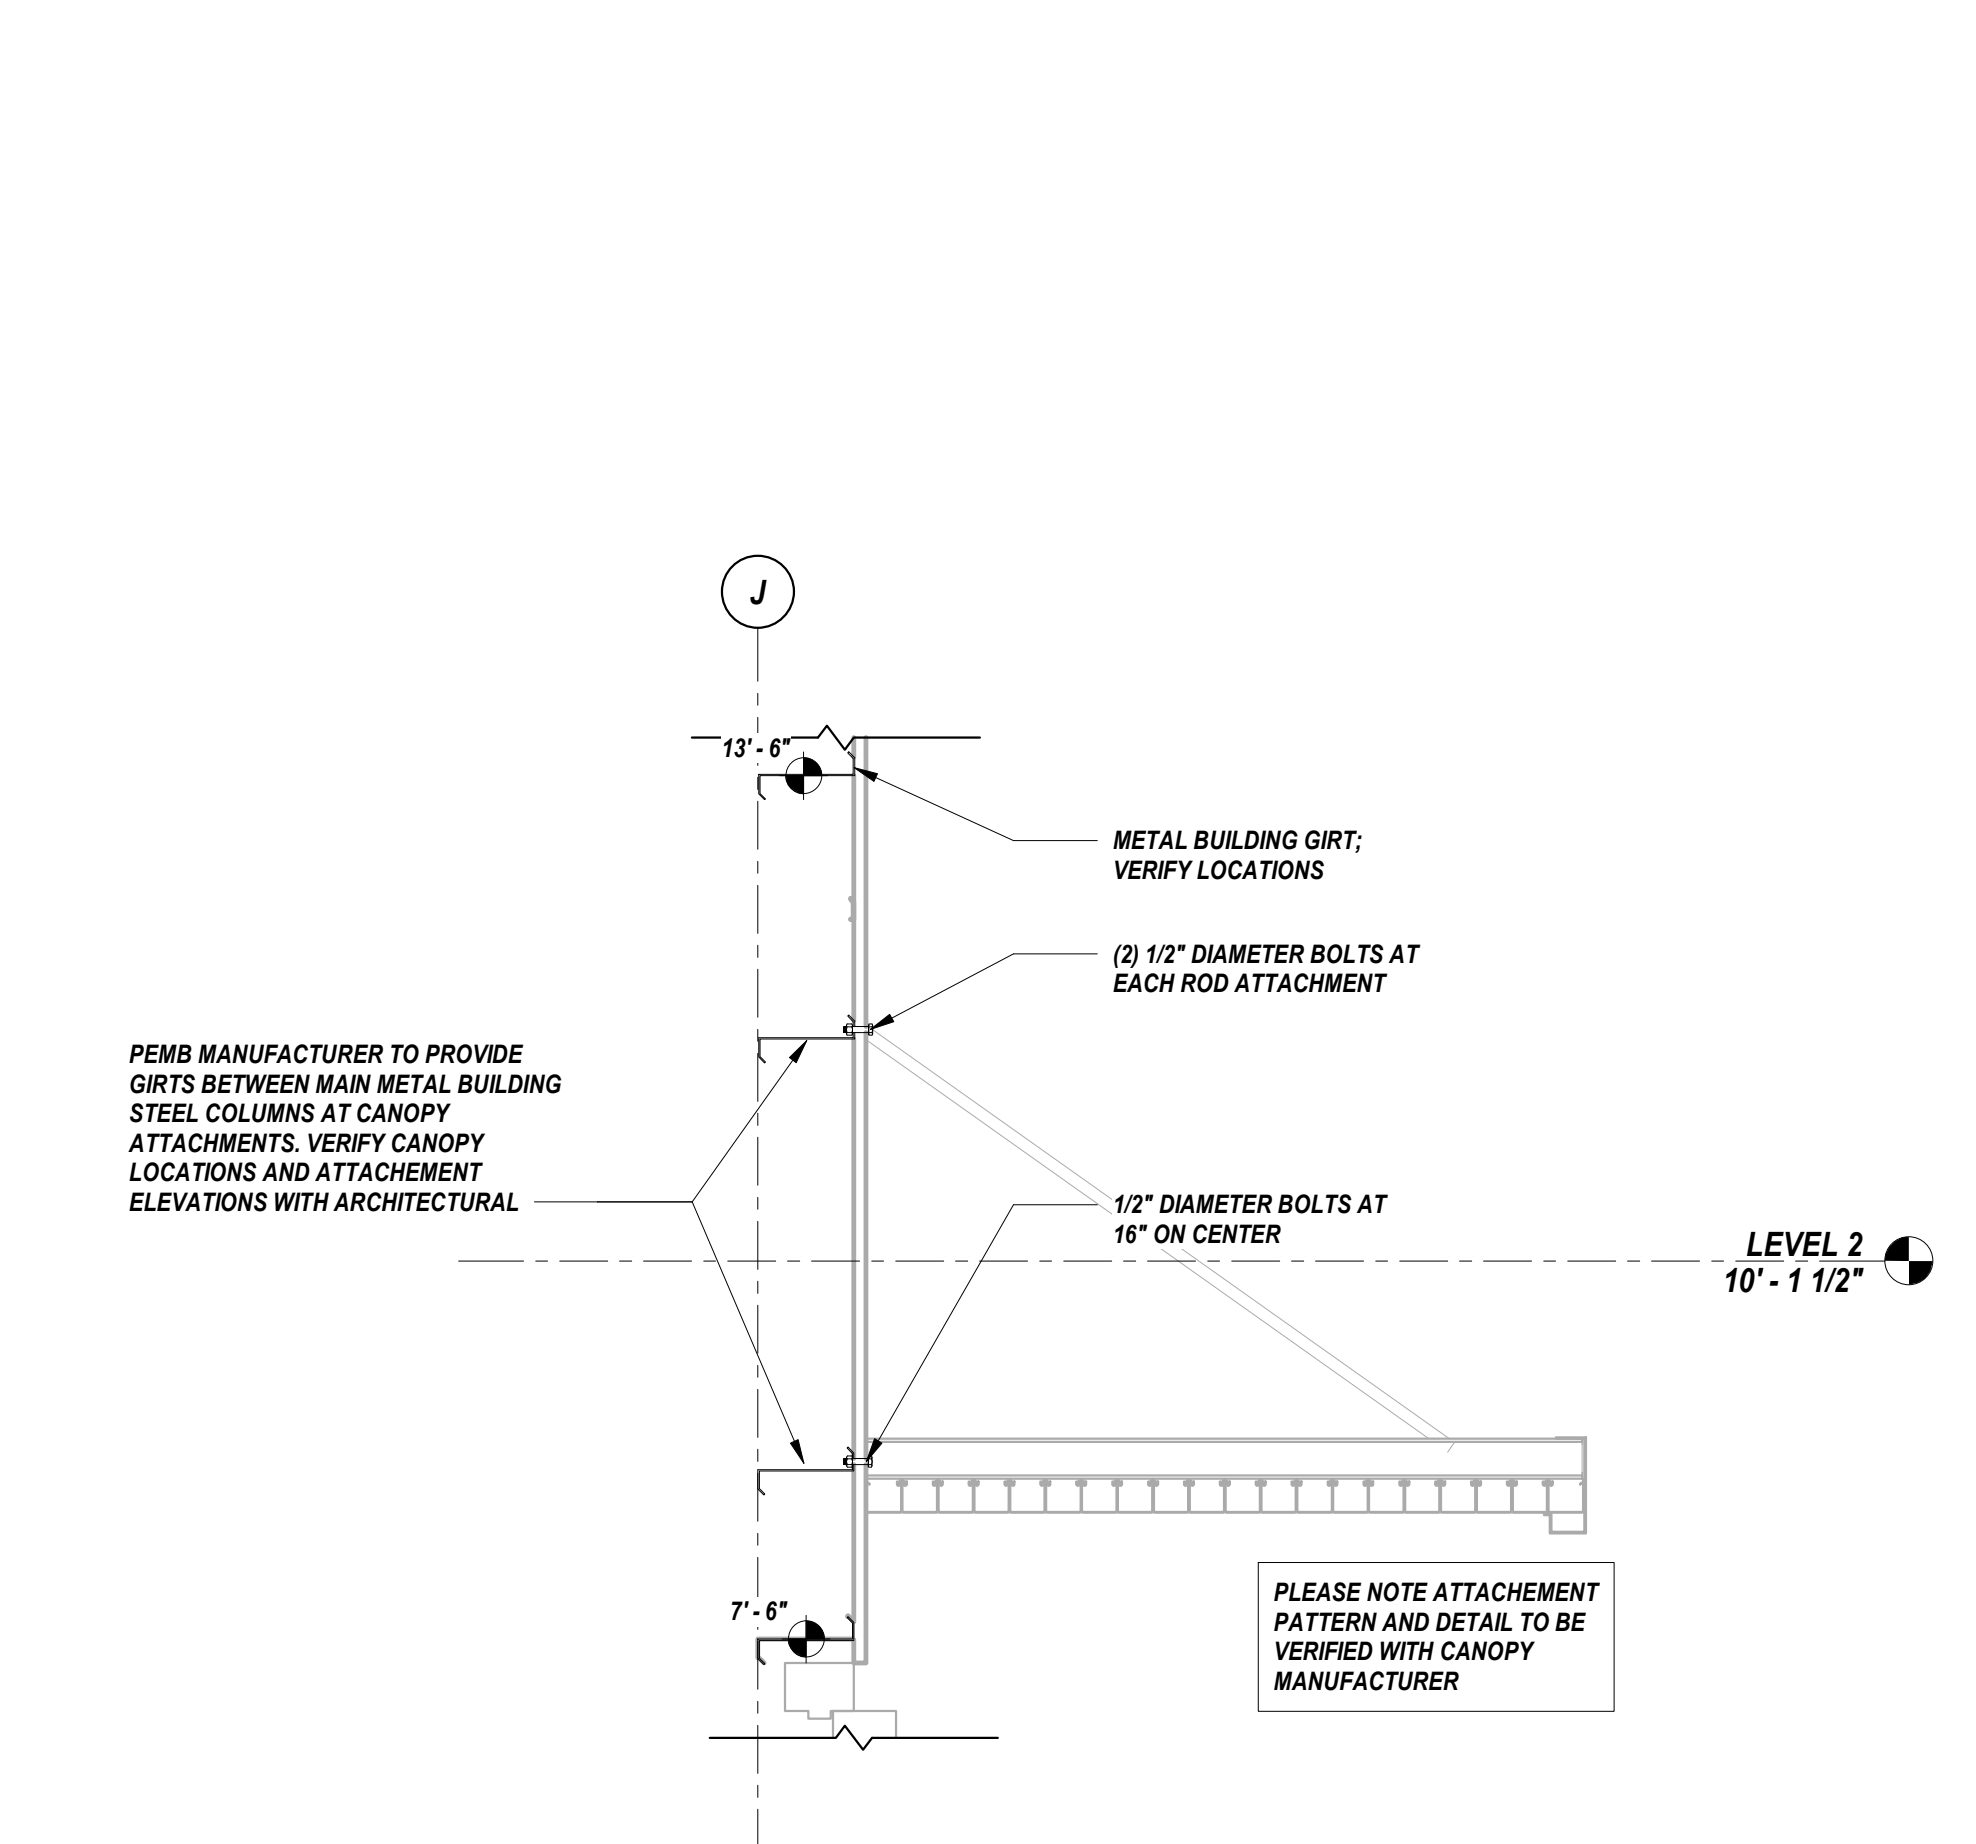 J
13' - 6"
METAL BUILDING GIRT;
VERIFY LOCATIONS
(2) 1/2" DIAMETER BOLTS AT
EACH ROD ATTACHMENT
PEMB MANUFACTURER TO PROVIDE
GIRTS BETWEEN MAIN METAL BUILDING
STEEL COLUMNS AT CANOPY
ATTACHMENTS. VERIFY CANOPY
LOCATIONS AND ATTACHEMENT
ELEVATIONS WITH ARCHITECTURAL
1/2" DIAMETER BOLTS AT
16" ON CENTER
LEVEL 2
10' - 1 1/2"
7' - 6"
PLEASE NOTE ATTACHEMENT
PATTERN AND DETAIL TO BE
VERIFIED WITH CANOPY
MANUFACTURER